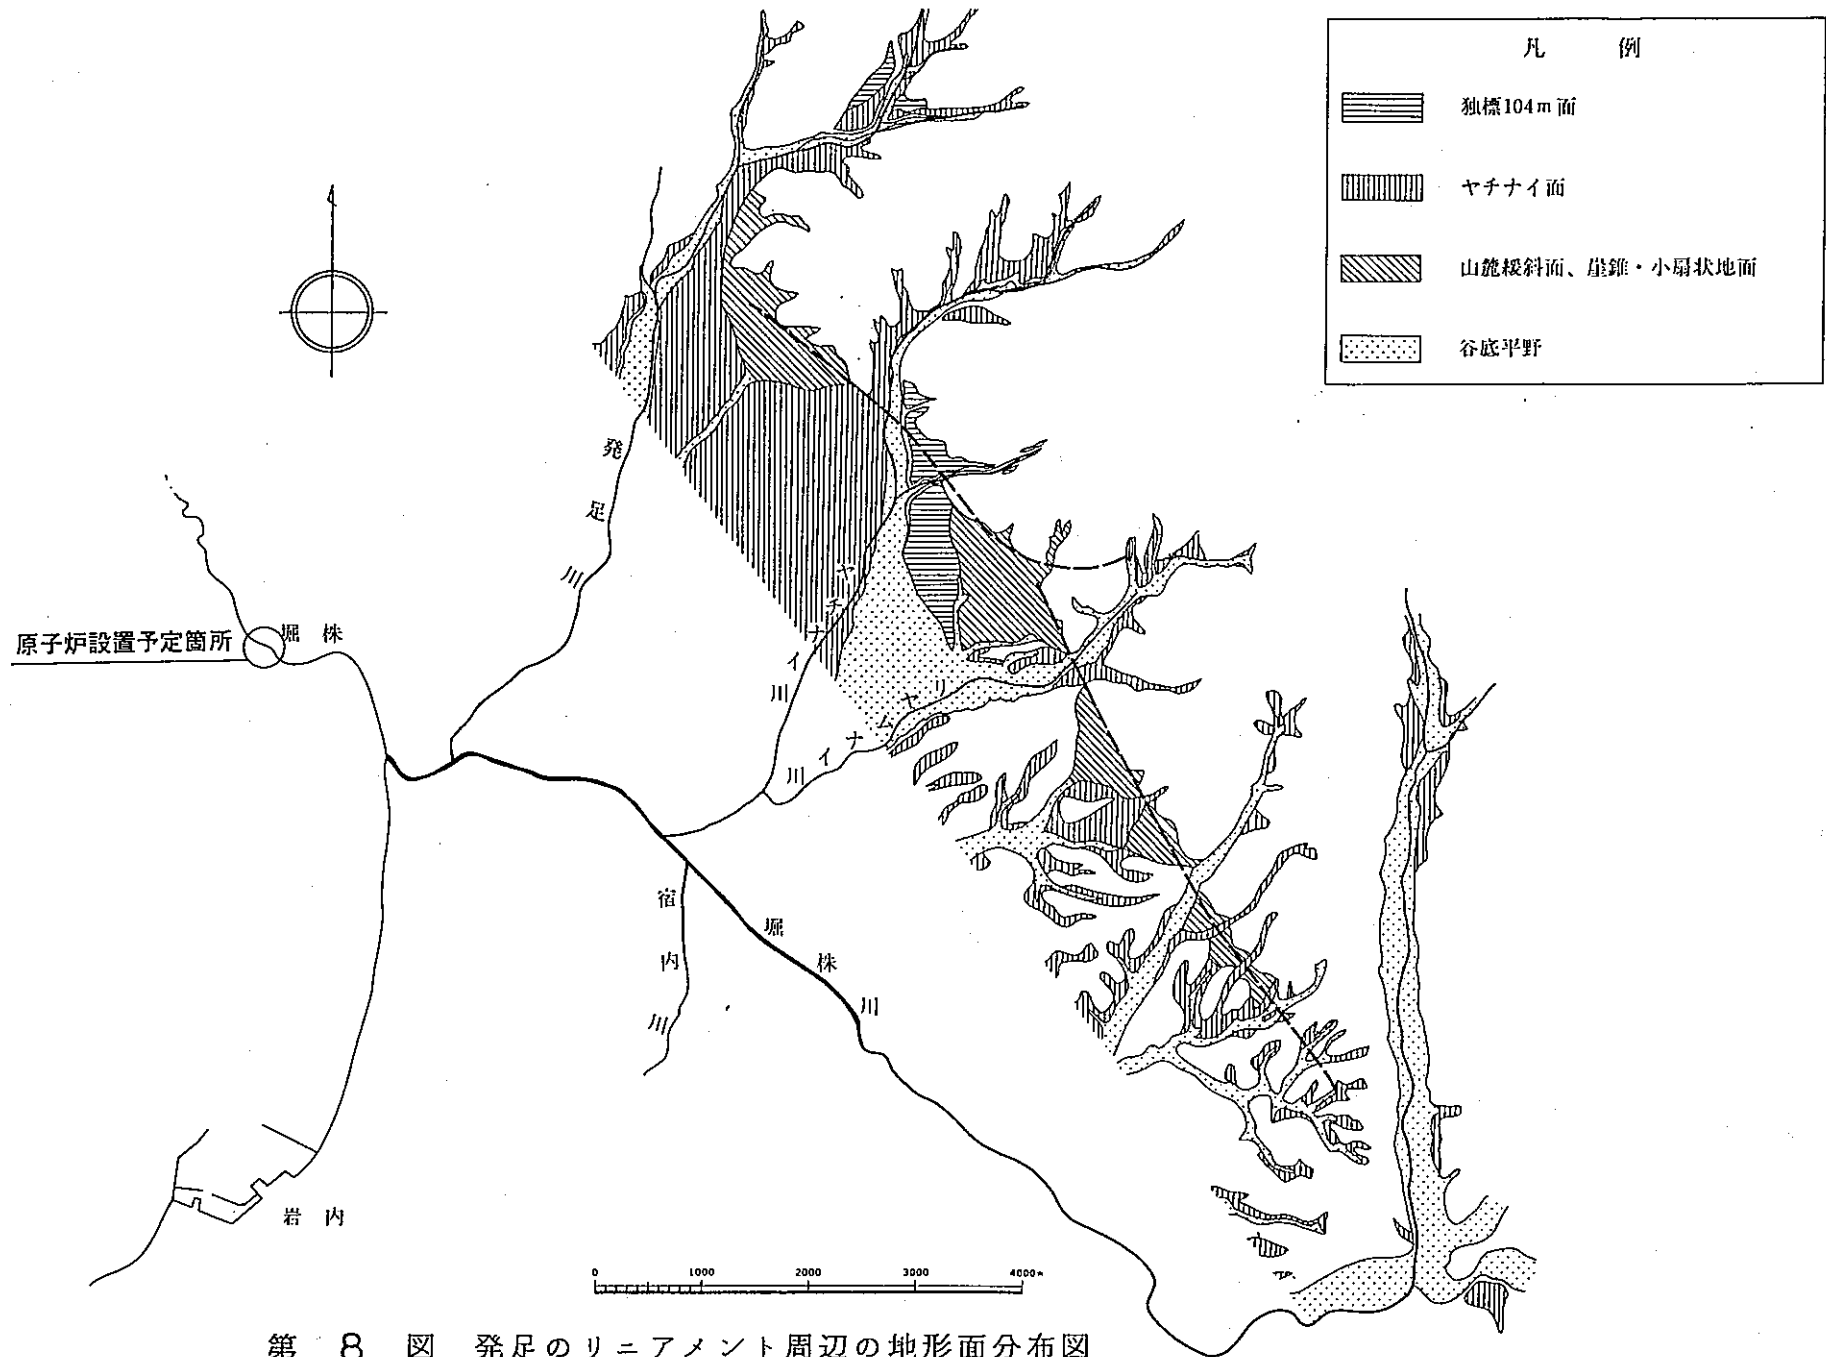 凡 例
独標104m面
ヤチナイ面
山麓緩斜面、崖錐・小扇状地面
谷底平野
発足川
原子炉設置予定箇所
堀株
ヤチナイ川
リヤムナイ川
宿内川
堀株川
岩内
0 1000 2000 3000 4000m
第 8 図 発足のリニアメント周辺の地形面分布図